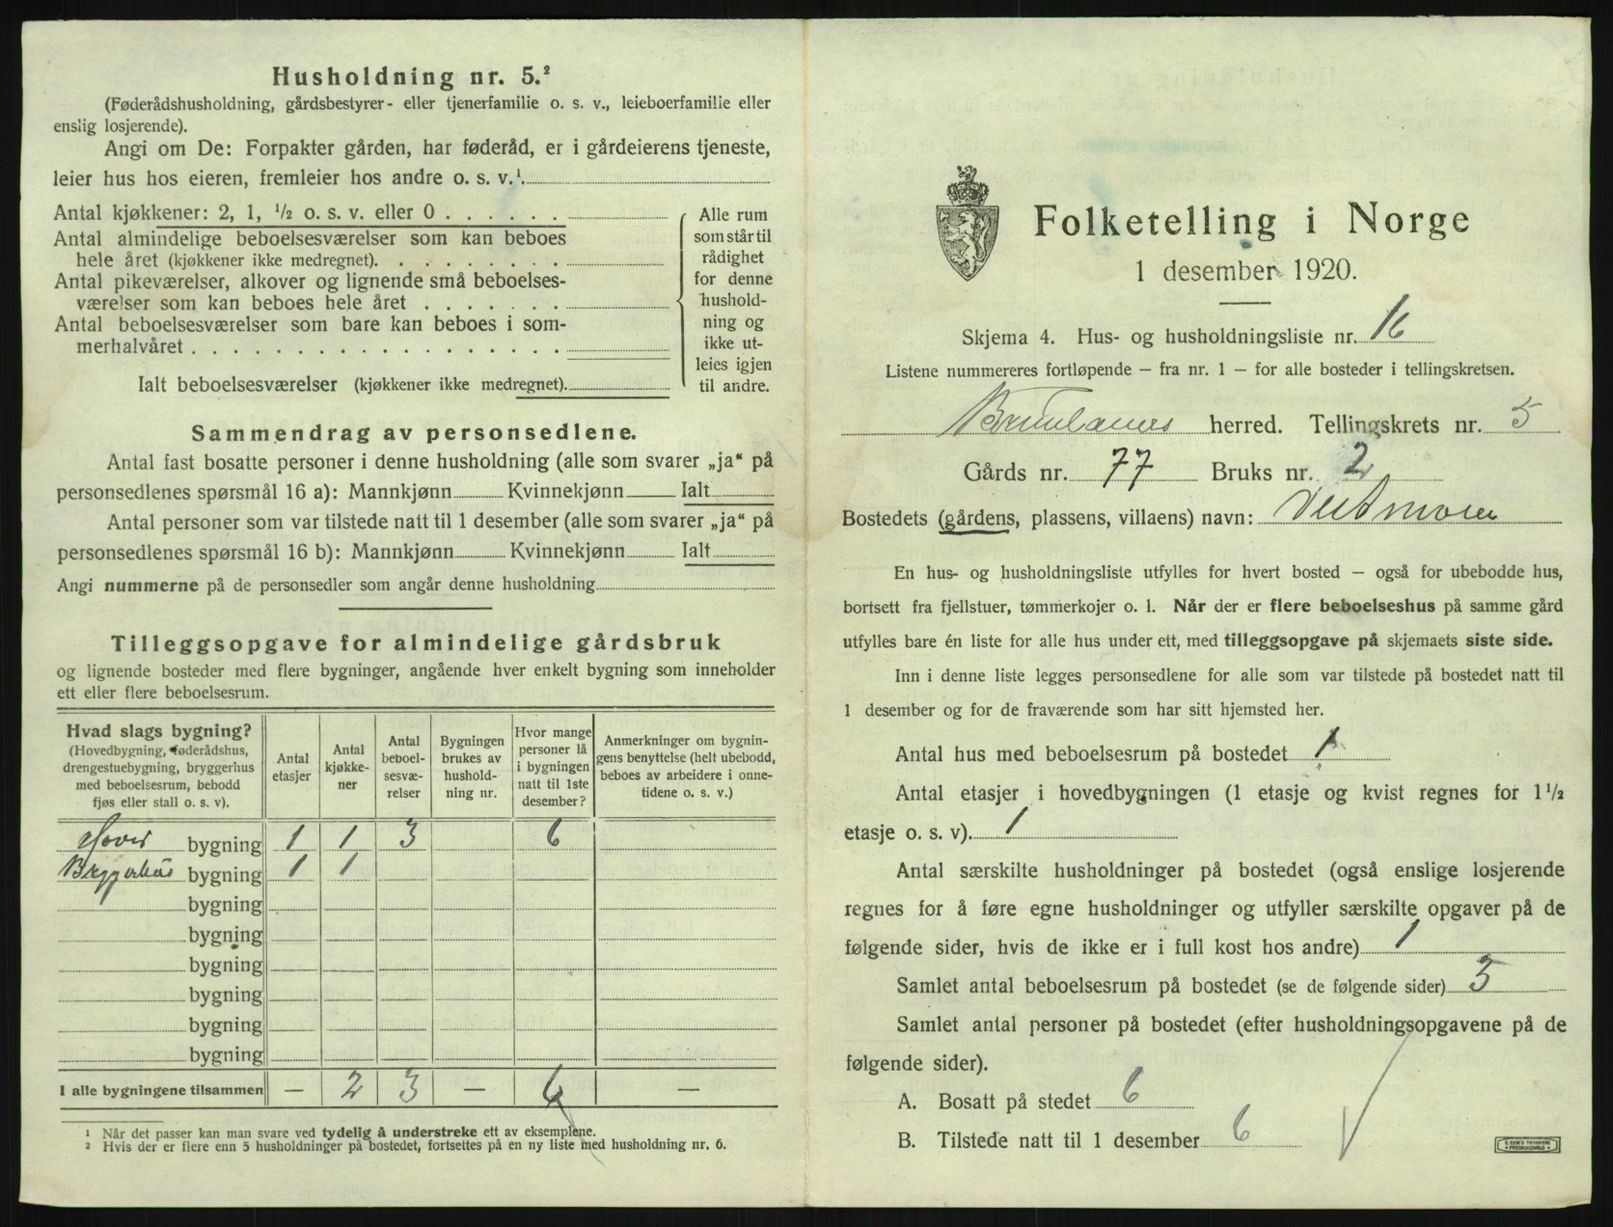 Husholdning nr. 5.²
(Føderådshusholdning, gårdsbestyrer- eller tjenerfamilie o. s. v., leieboerfamilie eller
enslig losjerende).
Angi om De: Forpakter gården, har føderåd, er i gårdeierens tjeneste,
leier hus hos eieren, fremleier hos andre o. s. v.¹.
Antal kjøkkener: 2, 1, ½ o. s. v. eller 0 . . . . . .
Antal almindelige beboelsesværelser som kan beboes
hele året (kjøkkener ikke medregnet). . . . . . . . .
Antal pikeværelser, alkover og lignende små beboelses-
værelser som kan beboes hele året . . . . . . .
Antal beboelsesværelser som bare kan beboes i som-
merhalvåret . . . . . . . . . . . . . . . . . .
Ialt beboelsesværelser (kjøkkener ikke medregnet).
Alle rum
som står til
rådighet
for denne
hushold-
ning og
ikke ut-
leies igjen
til andre.
Sammendrag av personsedlene.
Antal fast bosatte personer i denne husholdning (alle som svarer „ja“ på
personsedlenes spørsmål 16 a): Mannkjønn Kvinnekjønn Ialt
Antal personer som var tilstede natt til 1 desember (alle som svarer „ja“ på
personsedlenes spørsmål 16 b): Mannkjønn Kvinnekjønn Ialt
Angi nummerne på de personsedler som angår denne husholdning
Tilleggsopgave for almindelige gårdsbruk
og lignende bosteder med flere bygninger, angående hver enkelt bygning som inneholder
ett eller flere beboelsesrum.
Hvad slags bygning?
(Hovedbygning, føderådshus,
drengestuebygning, bryggerhus
med beboelsesrum, bebodd
fjøs eller stall o. s. v).
Antal
etasjer
Antal
kjøkke-
ner
Antal
beboel-
sesvæ-
relser
Bygningen
brukes av
hushold-
ning nr.
Hvor mange
personer lå
i bygningen
natt til 1ste
desember?
Anmerkninger om bygnin-
gens benyttelse (helt ubebodd,
beboes av arbeidere i onne-
tidene o. s. v.)
Hoved bygning 1 1 3 6
Bryggerhus bygning 1 1
bygning
bygning
bygning
bygning
bygning
bygning
I alle bygningene tilsammen — 2 3 — 6 —
¹ Når det passer kan man svare ved tydelig å understreke ett av eksemplene.
² Hvis der er flere enn 5 husholdninger på bostedet, fortsettes på en ny liste med husholdning nr. 6.
Folketelling i Norge
1 desember 1920.
Skjema 4. Hus- og husholdningsliste nr. 16
Listene nummereres fortløpende — fra nr. 1 — for alle bosteder i tellingskretsen.
Brunlanes herred. Tellingskrets nr. 5
Gårds nr. 77 Bruks nr. 2
Bostedets (gårdens, plassens, villaens) navn:
En hus- og husholdningsliste utfylles for hvert bosted — også for ubebodde hus,
bortsett fra fjellstuer, tømmerkojer o. l. Når der er flere beboelseshus på samme gård
utfylles bare én liste for alle hus under ett, med tilleggsopgave på skjemaets siste side.
Inn i denne liste legges personsedlene for alle som var tilstede på bostedet natt til
1 desember og for de fraværende som har sitt hjemsted her.
Antal hus med beboelsesrum på bostedet 1
Antal etasjer i hovedbygningen (1 etasje og kvist regnes for 1½
etasje o. s. v). 1
Antal særskilte husholdninger på bostedet (også enslige losjerende
regnes for å føre egne husholdninger og utfyller særskilte opgaver på de
følgende sider, hvis de ikke er i full kost hos andre) 1
Samlet antal beboelsesrum på bostedet (se de følgende sider) 3
Samlet antal personer på bostedet (efter husholdningsopgavene på de
følgende sider).
A. Bosatt på stedet 6
B. Tilstede natt til 1 desember 6